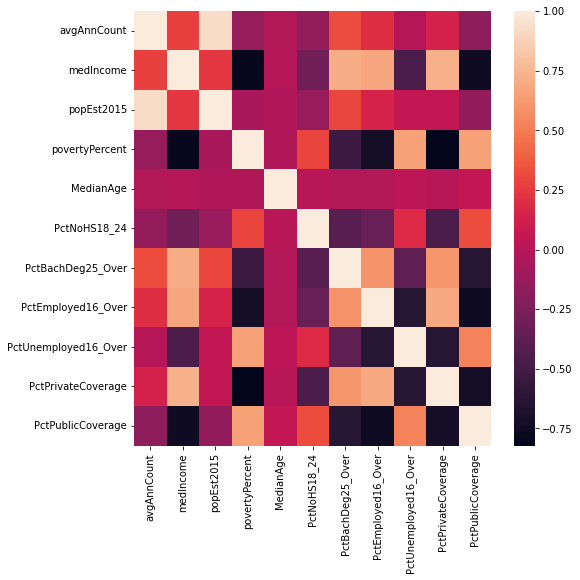 avgAnnCount
medIncome
popEst2015
povertyPercent
MedianAge
PctNoHS18_24
PctBachDeg25_Over
PctEmployed16_Over
PctUnemployed16_Over
PctPrivateCoverage
PctPublicCoverage
avgAnnCount
medIncome
popEst2015
povertyPercent
MedianAge
PctNoHS18_24
PctBachDeg25_Over
PctEmployed16_Over
PctUnemployed16_Over
PctPrivateCoverage
PctPublicCoverage
1.00
0.75
0.50
0.25
0.00
−0.25
−0.50
−0.75